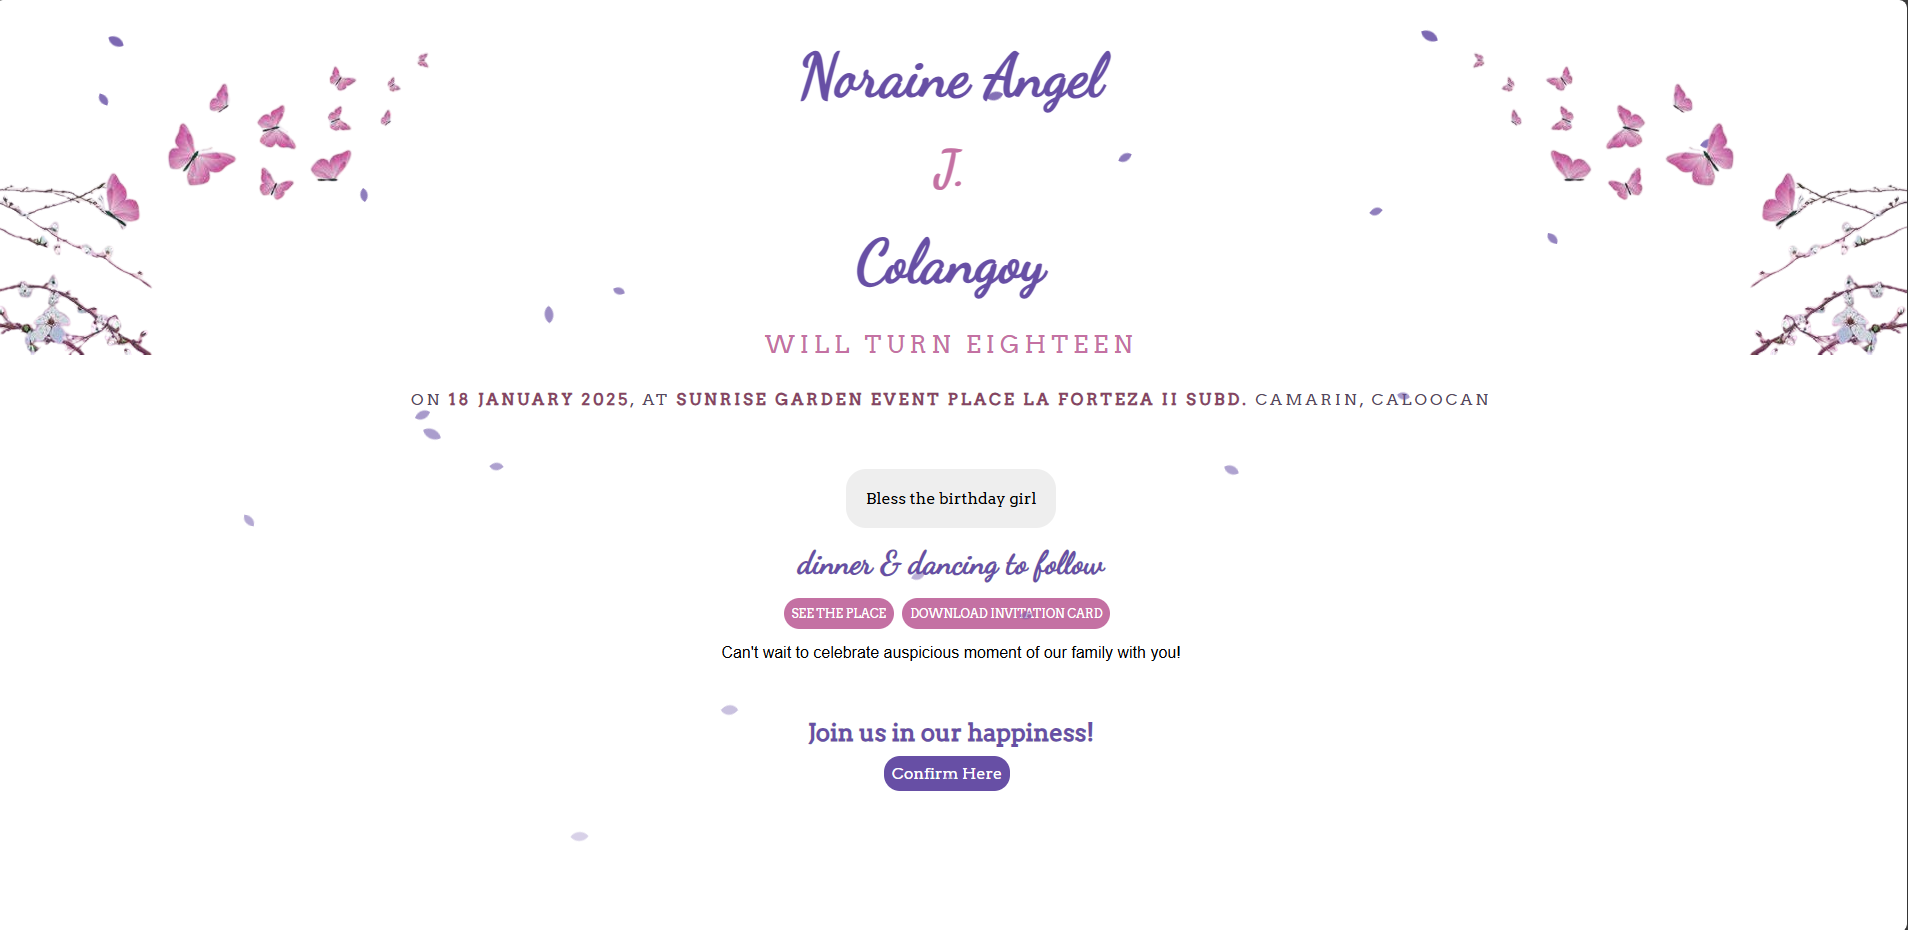 Noraine Angel
J.
Colangoy
WILL TURN EIGHTEEN
ON 18 JANUARY 2025, AT SUNRISE GARDEN EVENT PLACE LA FORTEZA II SUBD. CAMARIN, CALOOCAN
Bless the birthday girl
dinner & dancing to follow
SEE THE PLACE DOWNLOAD INVITATION CARD
Can't wait to celebrate auspicious moment of our family with you!
Join us in our happiness!
Confirm Here